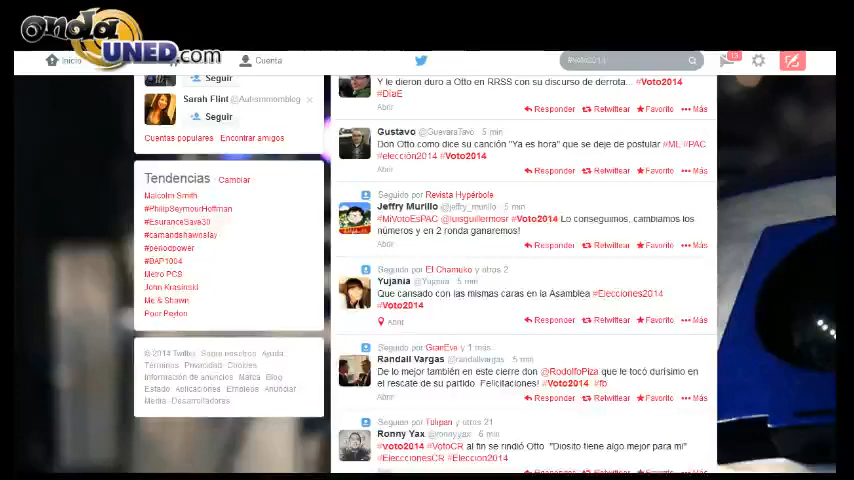 onda
UNED.com
Inicio
Cuenta
#voto2014
13
Seguir
Sarah Flint @Autismmomblog
Seguir
Cuentas populares Encontrar amigos
Tendencias Cambiar
Malcolm Smith
#PhilipSeymourHoffman
#EsuranceSave30
#camandshawnslay
#periodpower
#BAP1004
Metro PCS
John Krasinski
Me & Shawn
Poor Peyton
© 2014 Twitter Sobre nosotros Ayuda
Términos Privacidad Cookies
Información de anuncios Marca Blog
Estado Aplicaciones Empleos Anunciar
Media Desarrolladores
Y le dieron duro a Otto en RRSS con su discurso de derrota... #Voto2014
#DíaE
Abrir Responder Retwittear Favorito Más
Gustavo @GuevaraTavo 5 min
Don Otto como dice su canción "Ya es hora" que se deje de postular #ML #PAC
#elección2014 #Voto2014
Abrir Responder Retwittear Favorito Más
Seguido por Revista Hypérbole
Jeffry Murillo @jeffry_murillo 5 min
#MiVotoEsPAC @luisguillermosr #Voto2014 Lo conseguimos, cambiamos los
números y en 2 ronda ganaremos!
Abrir Responder Retwittear Favorito Más
Seguido por El Chamuko y otros 2
Yujania @Yujania 5 min
Que cansado con las mismas caras en la Asamblea #Elecciones2014
#Voto2014
Abrir Responder Retwittear Favorito Más
Seguido por GranEve y 1 más
Randall Vargas @randallvargas 5 min
De lo mejor también en este cierre don @RodolfoPiza que le tocó durísimo en
el rescate de su partido. Felicitaciones! #Voto2014 #fb
Abrir Responder Retwittear Favorito Más
Seguido por Tulipan y otros 21
Ronny Yax @ronnyyax 6 min
#voto2014 #VotoCR al fin se rindió Otto "Diosito tiene algo mejor para mi"
#EleccionesCR #Eleccion2014